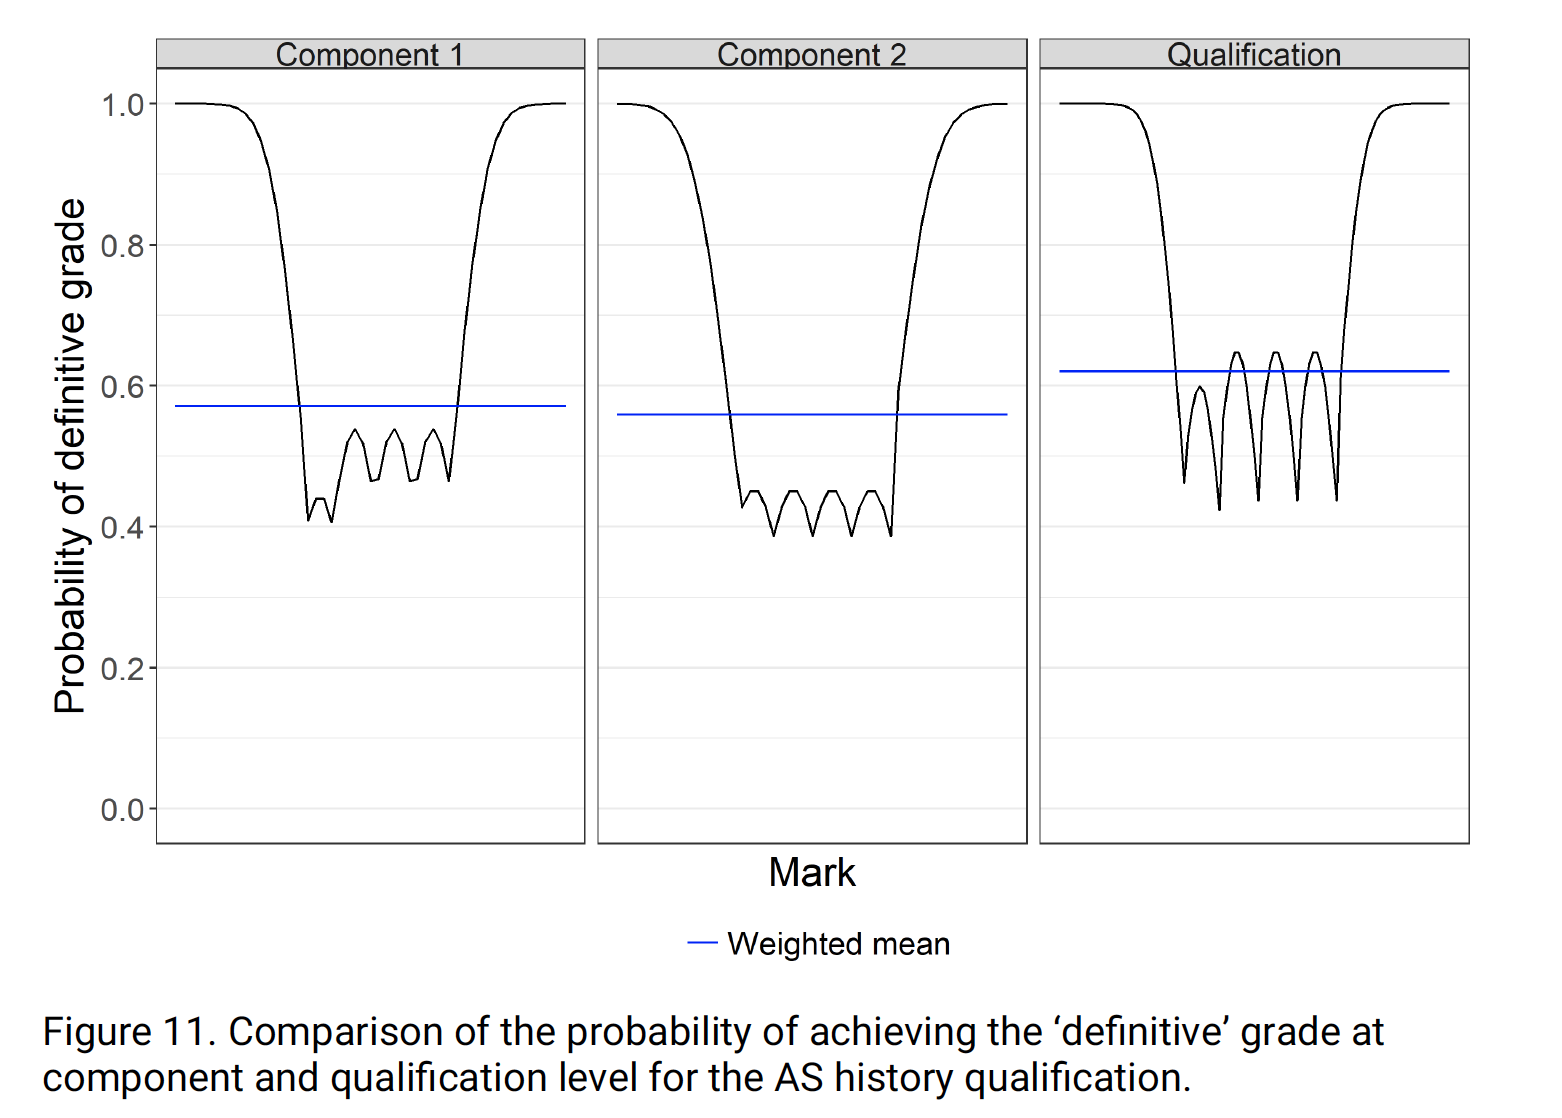 Component 1
Component 2
Qualification
1.0
0.8
0.6
0.4
0.2
0.0
Probability of definitive grade
Mark
Weighted mean
Figure 11. Comparison of the probability of achieving the ‘definitive’ grade at
component and qualification level for the AS history qualification.